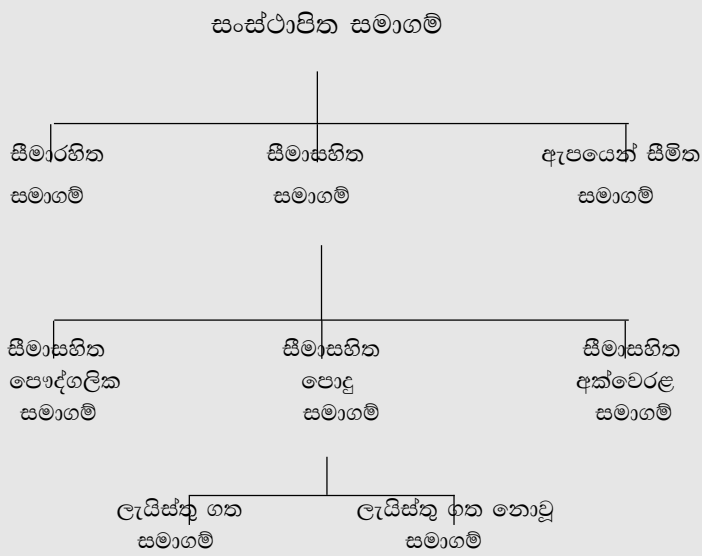 සංස්ථාපිත සමාගම්
සීමාරහිත සීමාසහිත ඇපයෙන් සීමිත
සමාගම් සමාගම් සමාගම්
සීමාසහිත සීමාසහිත සීමාසහිත
පෞද්ගලික පොදු අක්වෙරළ
සමාගම් සමාගම් සමාගම්
ලැයිස්තු ගත ලැයිස්තු ගත නොවූ
සමාගම් සමාගම්